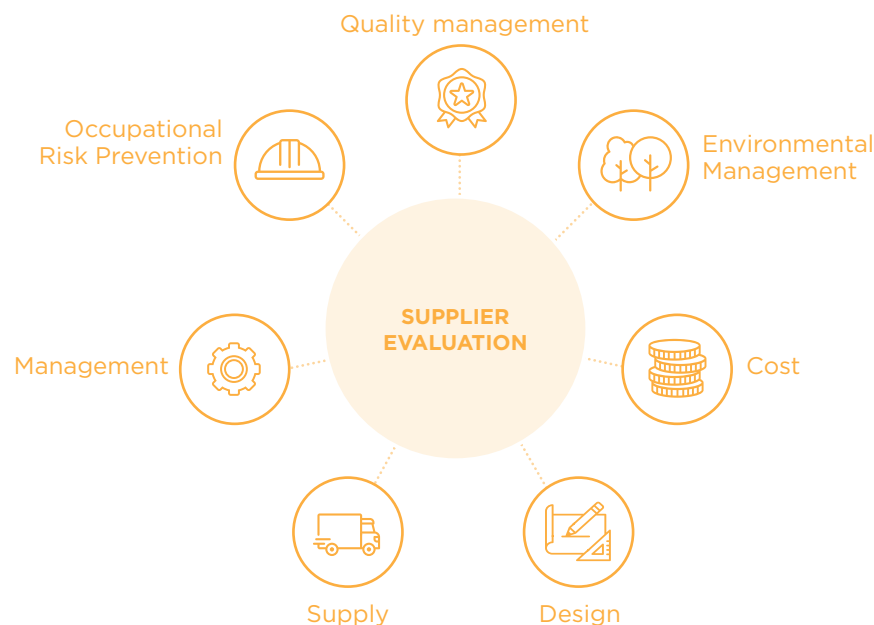 Quality management
Occupational
Risk Prevention
Environmental
Management
SUPPLIER
EVALUATION
Management
Cost
Supply
Design